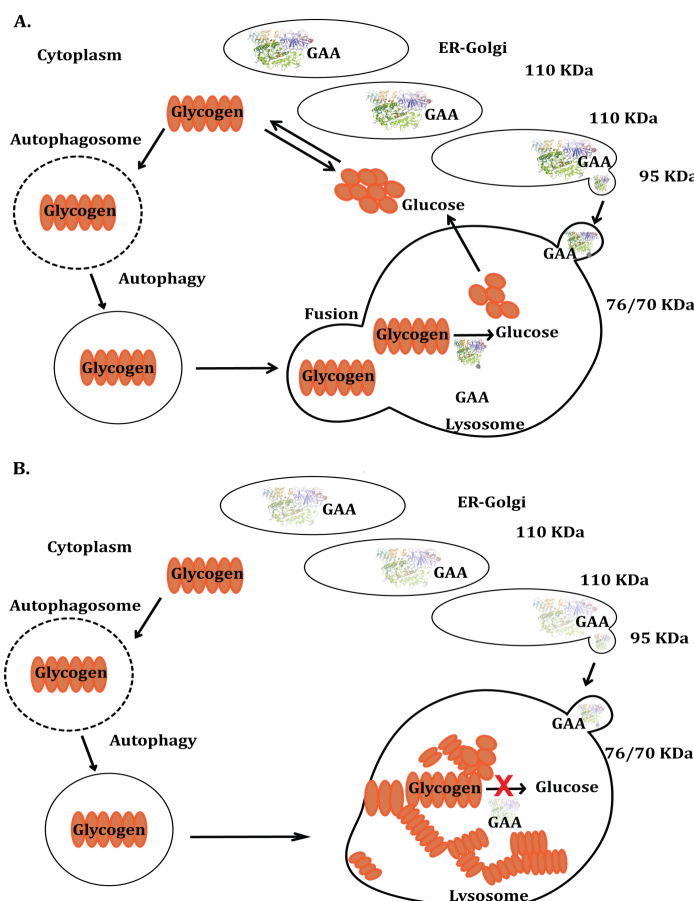 A.
Cytoplasm
GAA
ER-Golgi
110 KDa
Glycogen
GAA
110 KDa
Autophagosome
GAA
95 KDa
Glycogen
Glucose
GAA
Autophagy
76/70 KDa
Fusion
Glycogen
Glucose
Glycogen
Glycogen
GAA
Lysosome
B.
GAA
ER-Golgi
110 KDa
Cytoplasm
Glycogen
GAA
110 KDa
Autophagosome
GAA
95 KDa
Glycogen
GAA
Autophagy
76/70 KDa
Glycogen
X
Glucose
GAA
Glycogen
Lysosome